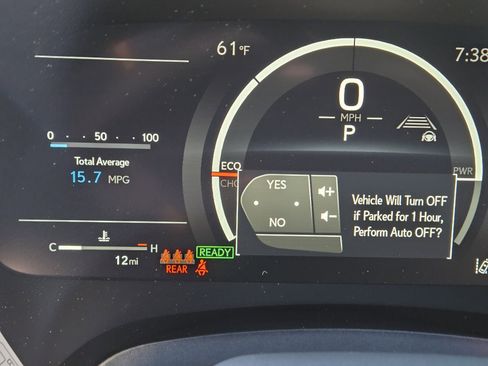 61°F
7:38
0
MPH
P
0 50 100
Total Average
15.7 MPG
ECO
CHG
PWR
YES
NO
Vehicle Will Turn OFF
if Parked for 1 Hour,
Perform Auto OFF?
C H
12mi
READY
REAR